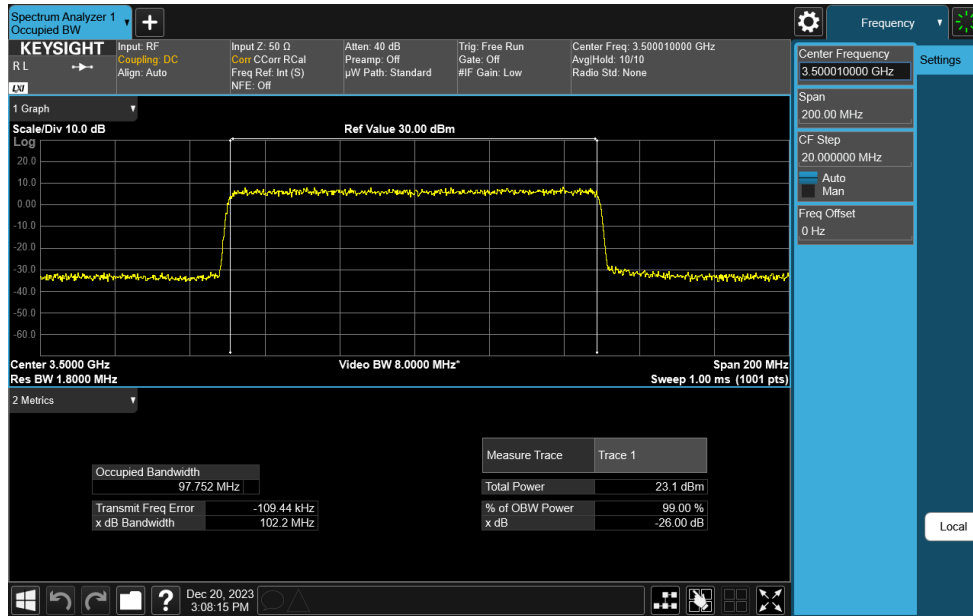 Spectrum Analyzer 1
Occupied BW
Frequency
KEYSIGHT
R L
LXI
Input: RF
Coupling: DC
Align: Auto
Input Z: 50 Ω
Corr CCorr RCal
Freq Ref: Int (S)
NFE: Off
Atten: 40 dB
Preamp: Off
µW Path: Standard
Trig: Free Run
Gate: Off
#IF Gain: Low
Center Freq: 3.500010000 GHz
Avg|Hold: 10/10
Radio Std: None
Center Frequency
3.500010000 GHz
Settings
Span
200.00 MHz
CF Step
20.000000 MHz
Auto
Man
Freq Offset
0 Hz
1 Graph
Scale/Div 10.0 dB
Ref Value 30.00 dBm
Log
20.0
10.0
0.00
-10.0
-20.0
-30.0
-40.0
-50.0
-60.0
Center 3.5000 GHz
Video BW 8.0000 MHz*
Span 200 MHz
Res BW 1.8000 MHz
Sweep 1.00 ms (1001 pts)
2 Metrics
Measure Trace
Trace 1
Occupied Bandwidth
97.752 MHz
Total Power
23.1 dBm
Transmit Freq Error
-109.44 kHz
% of OBW Power
99.00 %
x dB Bandwidth
102.2 MHz
x dB
-26.00 dB
Local
?
Dec 20, 2023
3:08:15 PM